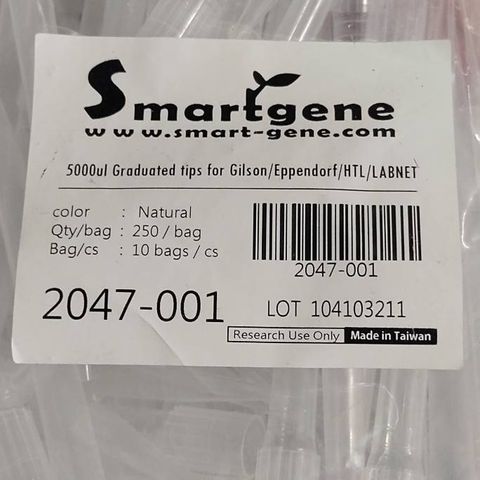 Smartgene
www.smart-gene.com
5000ul Graduated tips for Gilson/Eppendorf/HTL/LABNET
color : Natural
Qty/bag : 250 / bag
Bag/cs : 10 bags / cs
2047-001
2047-001
LOT 104103211
Research Use Only Made in Taiwan